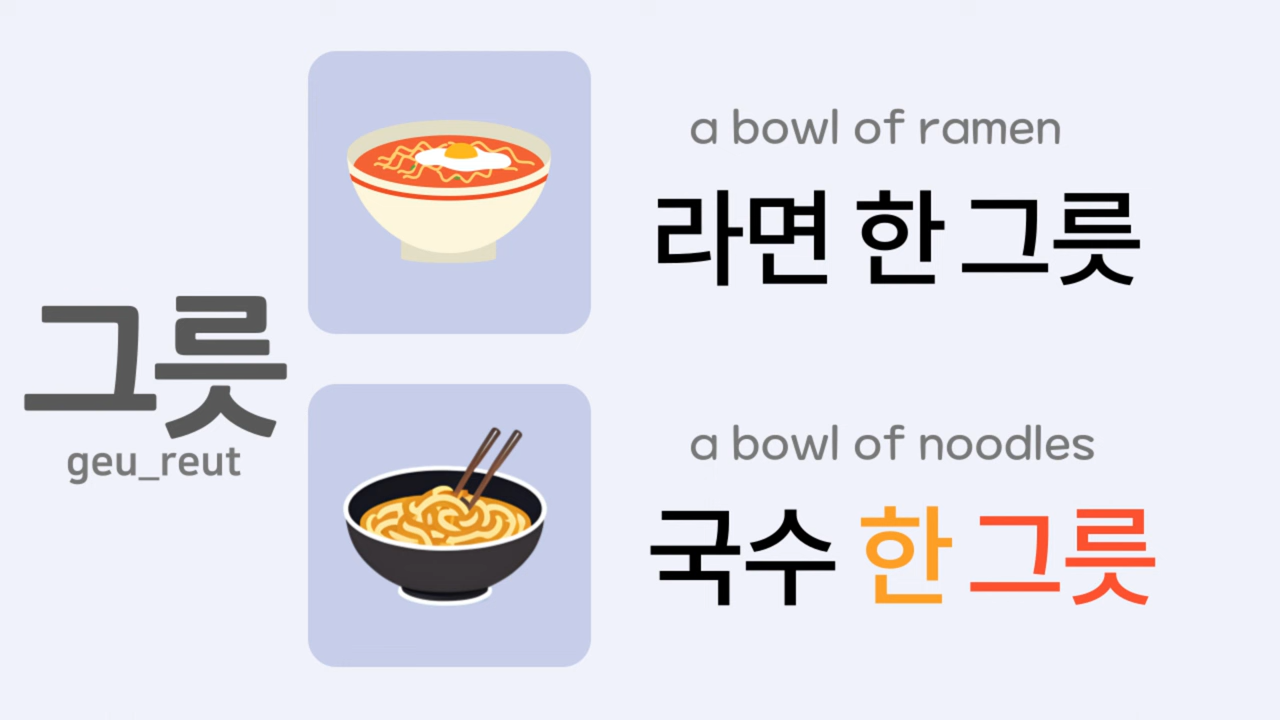 그릇
geu_reut
a bowl of ramen
라면 한 그릇
a bowl of noodles
국수 한 그릇